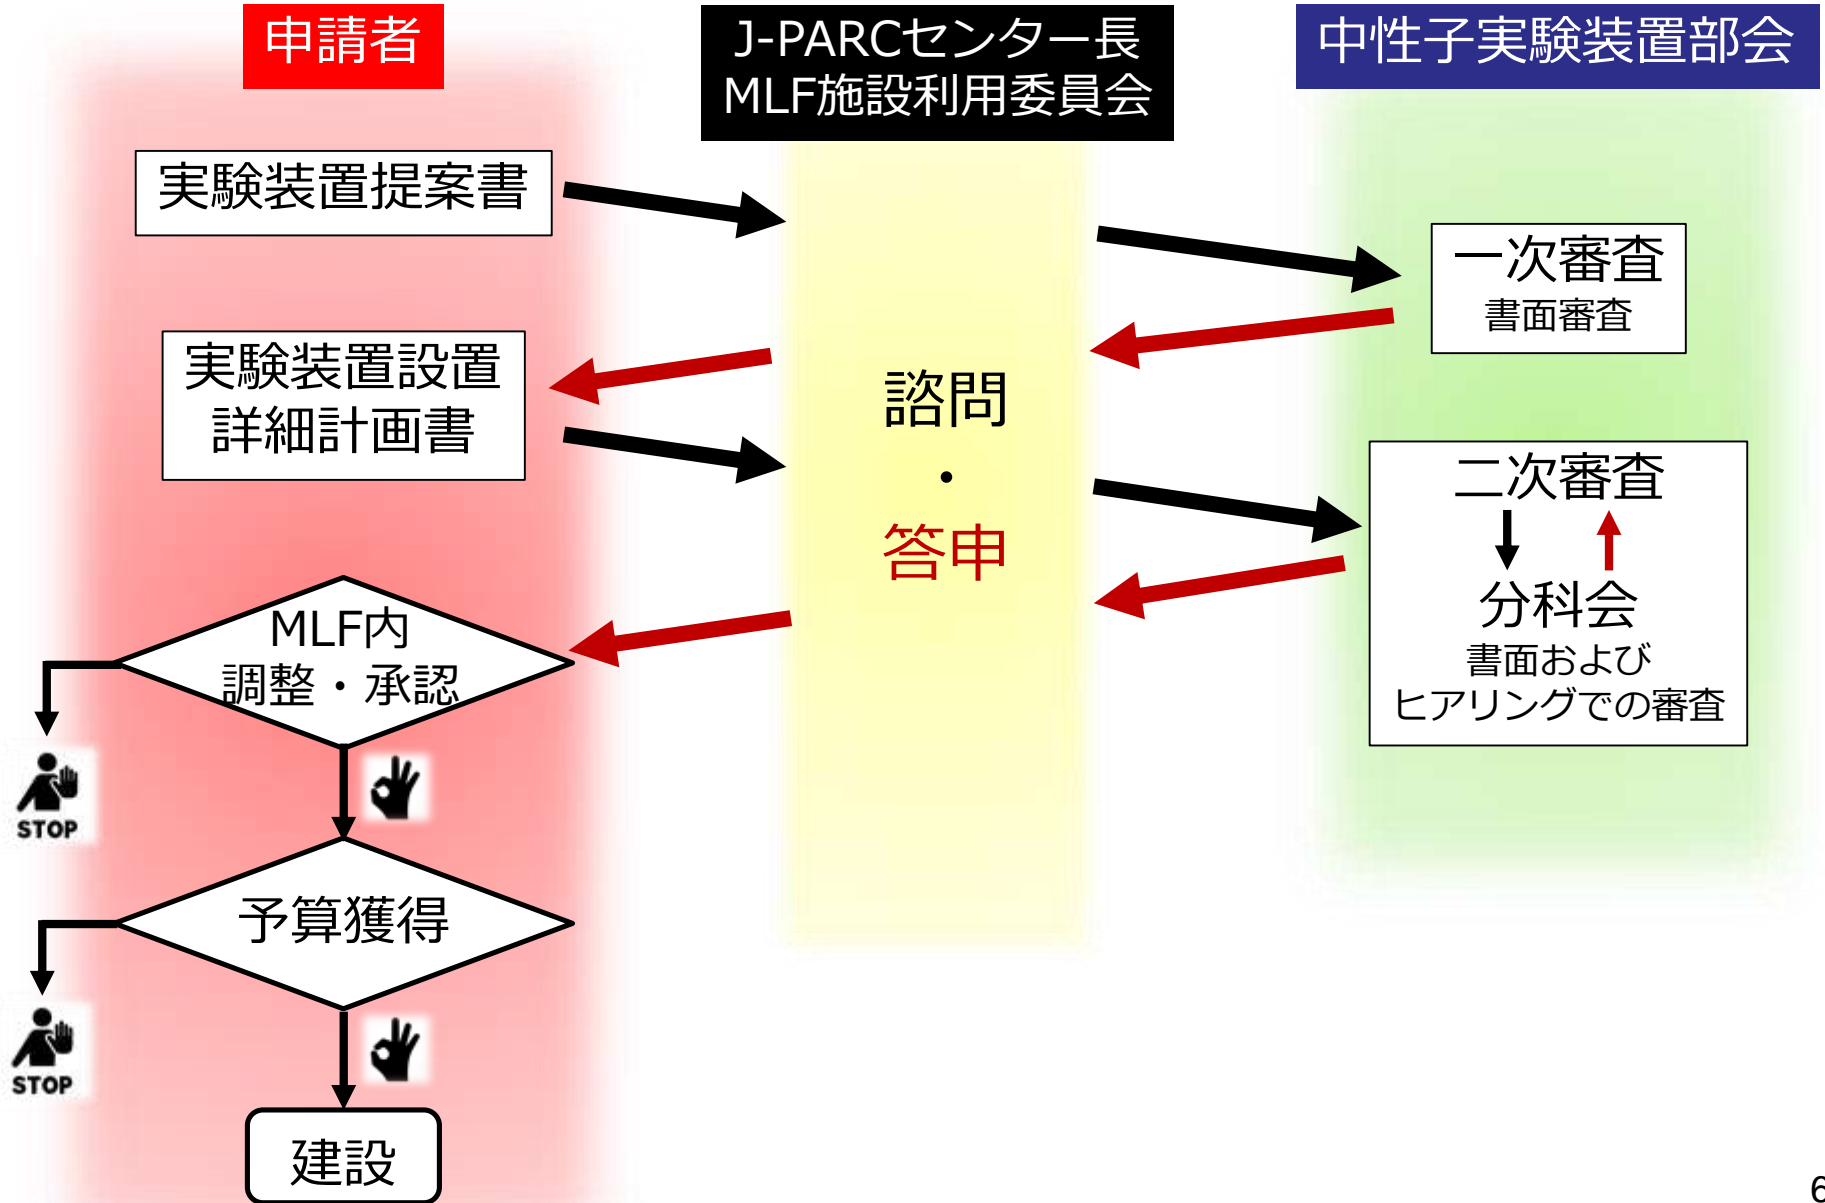 申請者
J-PARCセンター長
MLF施設利用委員会
中性子実験装置部会
実験装置提案書
一次審査
書面審査
実験装置設置
詳細計画書
諮問
・
答申
二次審査
分科会
書面および
ヒアリングでの審査
MLF内
調整・承認
STOP
予算獲得
STOP
建設
6